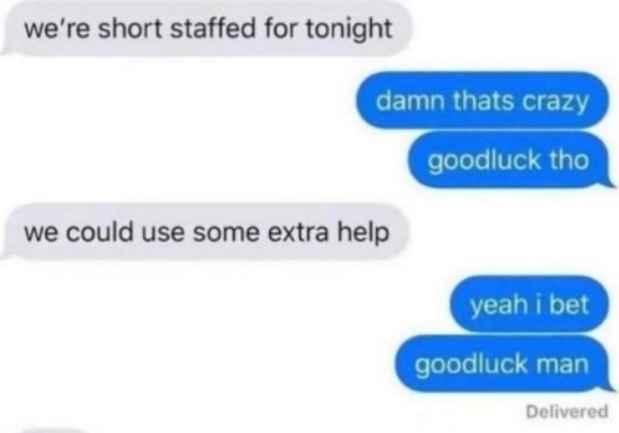 we're short staffed for tonight
damn thats crazy
goodluck tho
we could use some extra help
yeah i bet
goodluck man
Delivered